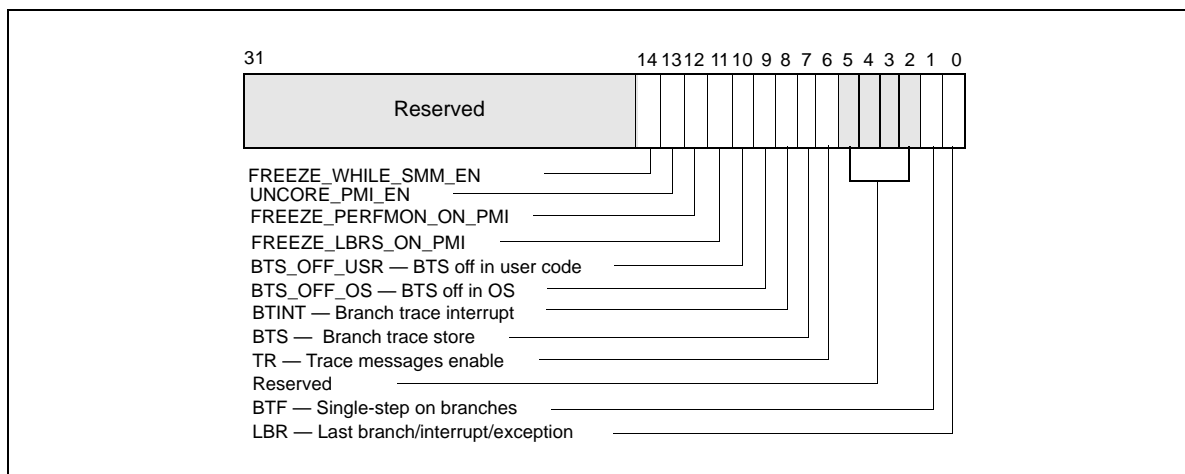 31 14 13 12 11 10 9 8 7 6 5 4 3 2 1 0
Reserved
FREEZE_WHILE_SMM_EN
UNCORE_PMI_EN
FREEZE_PERFMON_ON_PMI
FREEZE_LBRS_ON_PMI
BTS_OFF_USR — BTS off in user code
BTS_OFF_OS — BTS off in OS
BTINT — Branch trace interrupt
BTS — Branch trace store
TR — Trace messages enable
Reserved
BTF — Single-step on branches
LBR — Last branch/interrupt/exception